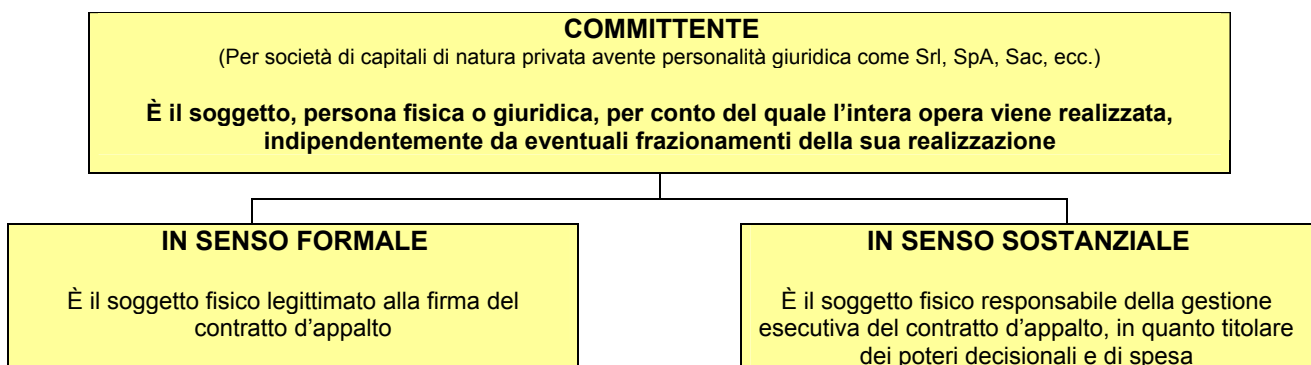 COMMITTENTE
(Per società di capitali di natura privata avente personalità giuridica come Srl, SpA, Sac, ecc.)
È il soggetto, persona fisica o giuridica, per conto del quale l’intera opera viene realizzata,
indipendentemente da eventuali frazionamenti della sua realizzazione
IN SENSO FORMALE
È il soggetto fisico legittimato alla firma del
contratto d’appalto
IN SENSO SOSTANZIALE
È il soggetto fisico responsabile della gestione
esecutiva del contratto d’appalto, in quanto titolare
dei poteri decisionali e di spesa